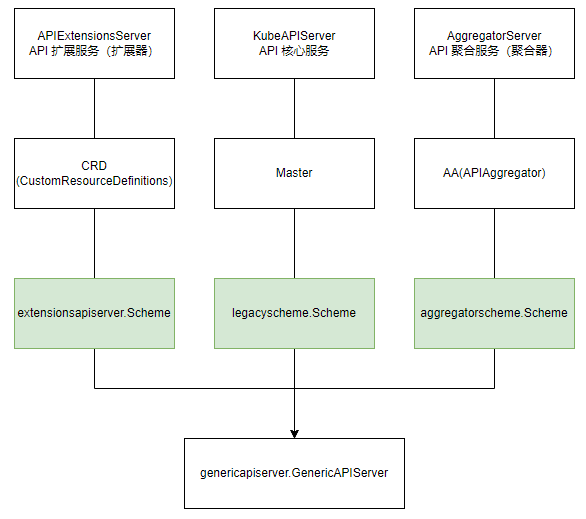 APIExtensionsServer
API 扩展服务（扩展器）
KubeAPIServer
API 核心服务
AggregatorServer
API 聚合服务（聚合器）
CRD
(CustomResourceDefinitions)
Master
AA(APIAggregator)
extensionsapiserver.Scheme
legacyscheme.Scheme
aggregatorscheme.Scheme
genericapiserver.GenericAPIServer